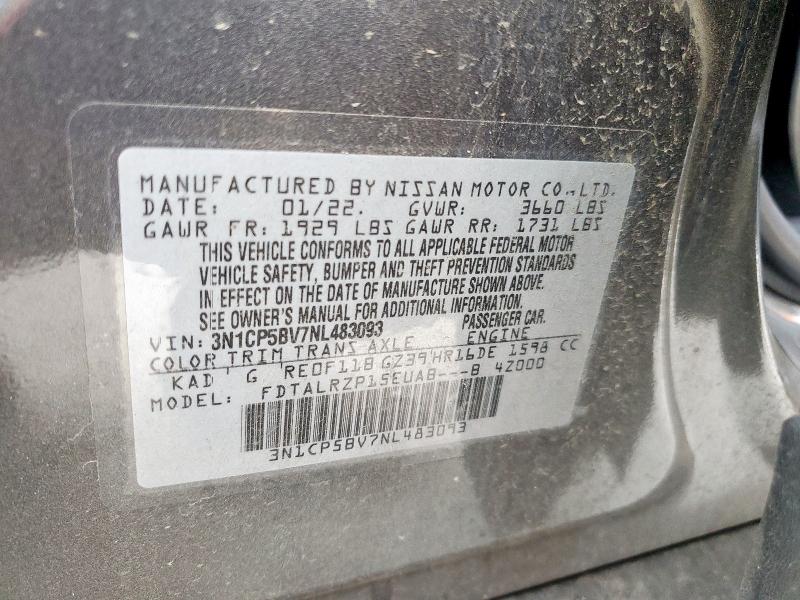 MANUFACTURED BY NISSAN MOTOR CO.,LTD.
DATE: 01/22. GVWR: 3660 LBS
GAWR FR: 1929 LBS GAWR RR: 1731 LBS
THIS VEHICLE CONFORMS TO ALL APPLICABLE FEDERAL MOTOR
VEHICLE SAFETY, BUMPER AND THEFT PREVENTION STANDARDS
IN EFFECT ON THE DATE OF MANUFACTURE SHOWN ABOVE.
SEE OWNER'S MANUAL FOR ADDITIONAL INFORMATION.
VIN: 3N1CP5BV7NL483093 PASSENGER CAR.
COLOR TRIM TRANS AXLE ENGINE
KAD G RE0F11B GZ39 HR16DE 1598 CC
MODEL: FDTALRZP15EUAB---B 4Z000
3N1CP5BV7NL483093